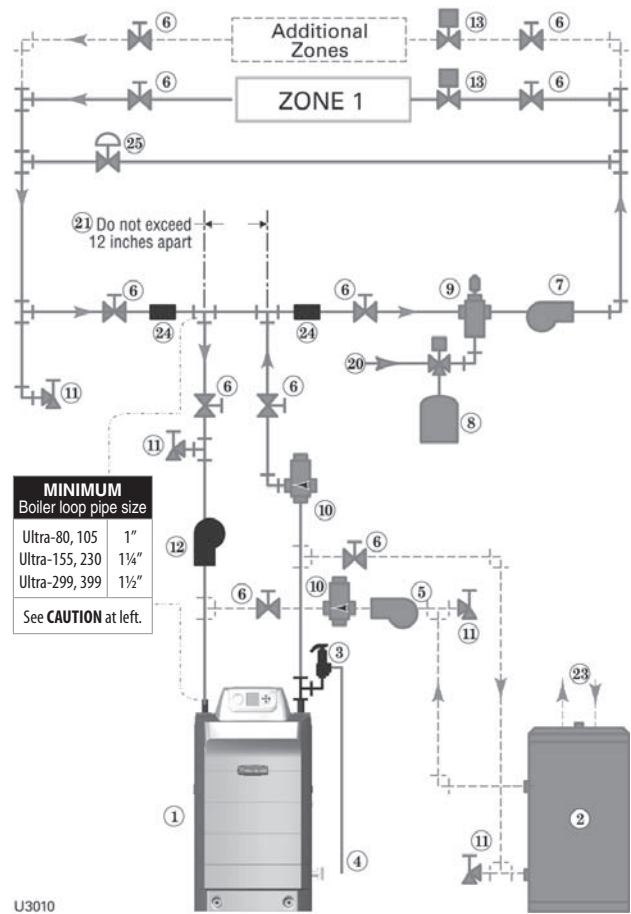 6
Additional
Zones
13
6
6
ZONE 1
13
6
25
21 Do not exceed
12 inches apart
6
24
24
6
9
7
11
20
8
6
6
11
10
MINIMUM
Boiler loop pipe size
Ultra-80, 105 1"
Ultra-155, 230 1¼"
Ultra-299, 399 1½"
See CAUTION at left.
12
6
6
10
5
11
3
23
1
2
4
11
U3010